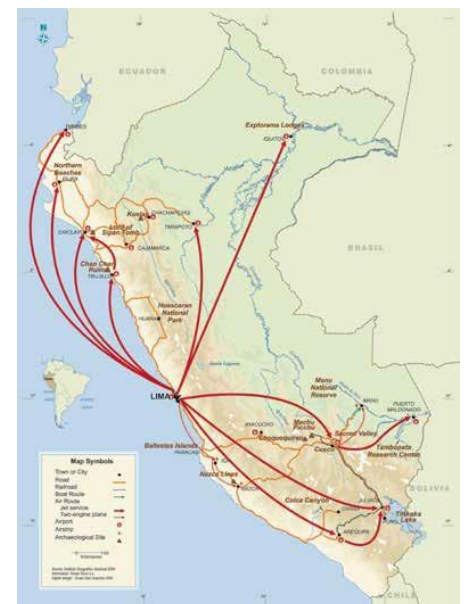 N
ECUADOR
COLOMBIA
TUMBES
Explorama Lodges
IQUITOS
Northern
Beaches
PIURA
Kuelap
CHACHAPOYAS
Lord of
Sipan Tomb
CHICLAYO
TARAPOTO
CAJAMARCA
Chan Chan
Ruins
TRUJILLO
BRASIL
Huascaran
National
Park
HUARAZ
LIMA
Manu
National
Reserve
MANU
PUERTO
MALDONADO
Machu
Picchu
Sacred Valley
AYACUCHO
Choquequirao
Cusco
Tambopata
Research Center
Ballestas Islands
PARACAS
ICA
Nazca Lines
NAZCA
BOLIVIA
Colca Canyon
JULIACA
Titikaka
Lake
PUNO
AREQUIPA
CHILE
Map Symbols
Town or City
Road
Railroad
Boat Route
Air Route
Jet service
Two-engine plane
Airport
Airstrip
Archaeological Site